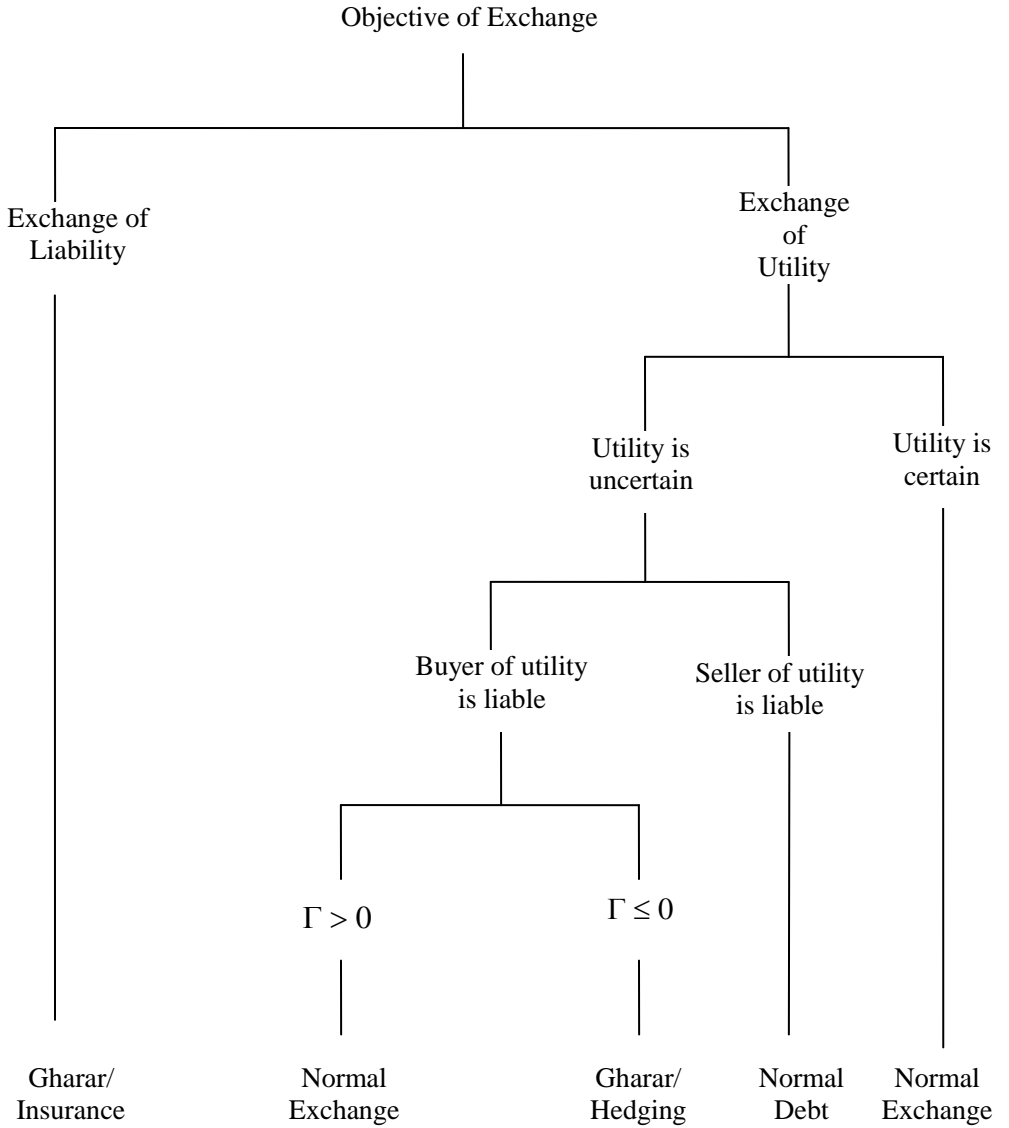 Objective of Exchange
Exchange of
Liability
Exchange
of
Utility
Utility is
uncertain
Utility is
certain
Buyer of utility
is liable
Seller of utility
is liable
Γ > 0
Γ ≤ 0
Gharar/
Insurance
Normal
Exchange
Gharar/
Hedging
Normal
Debt
Normal
Exchange